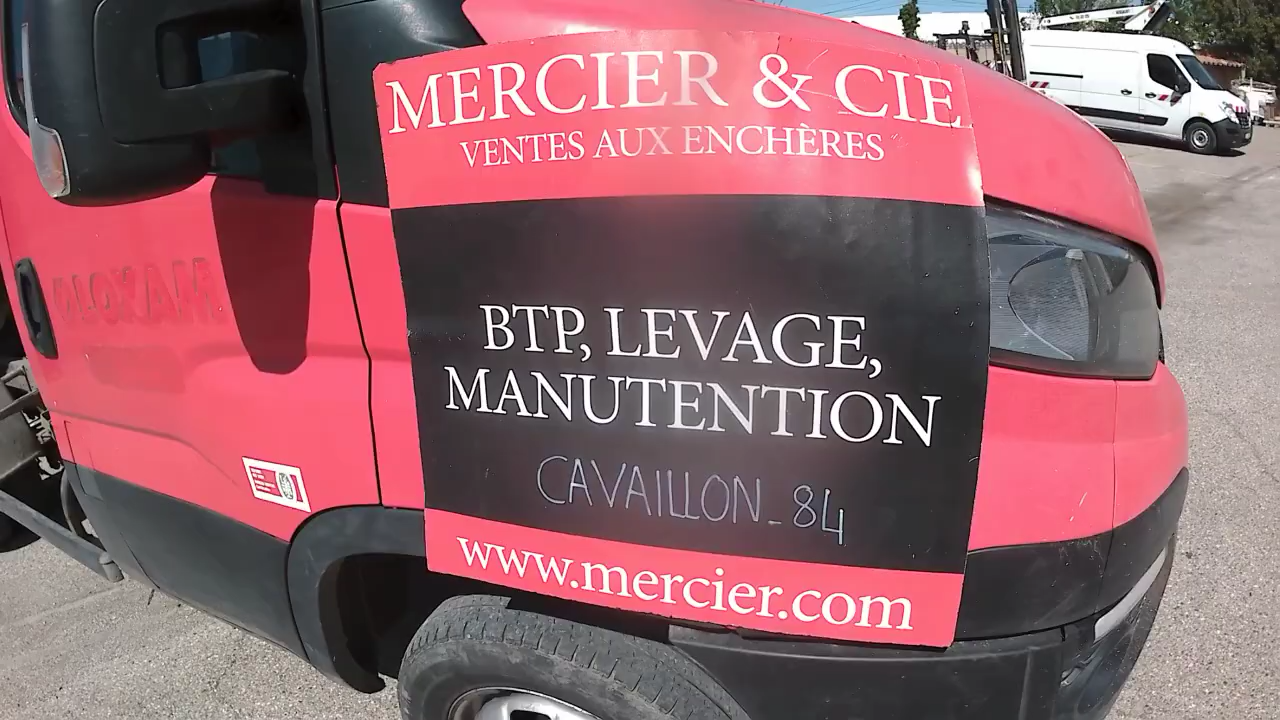 MERCIER & CIE
VENTES AUX ENCHÈRES
BTP, LEVAGE,
MANUTENTION
CAVAILLON_84
www.mercier.com